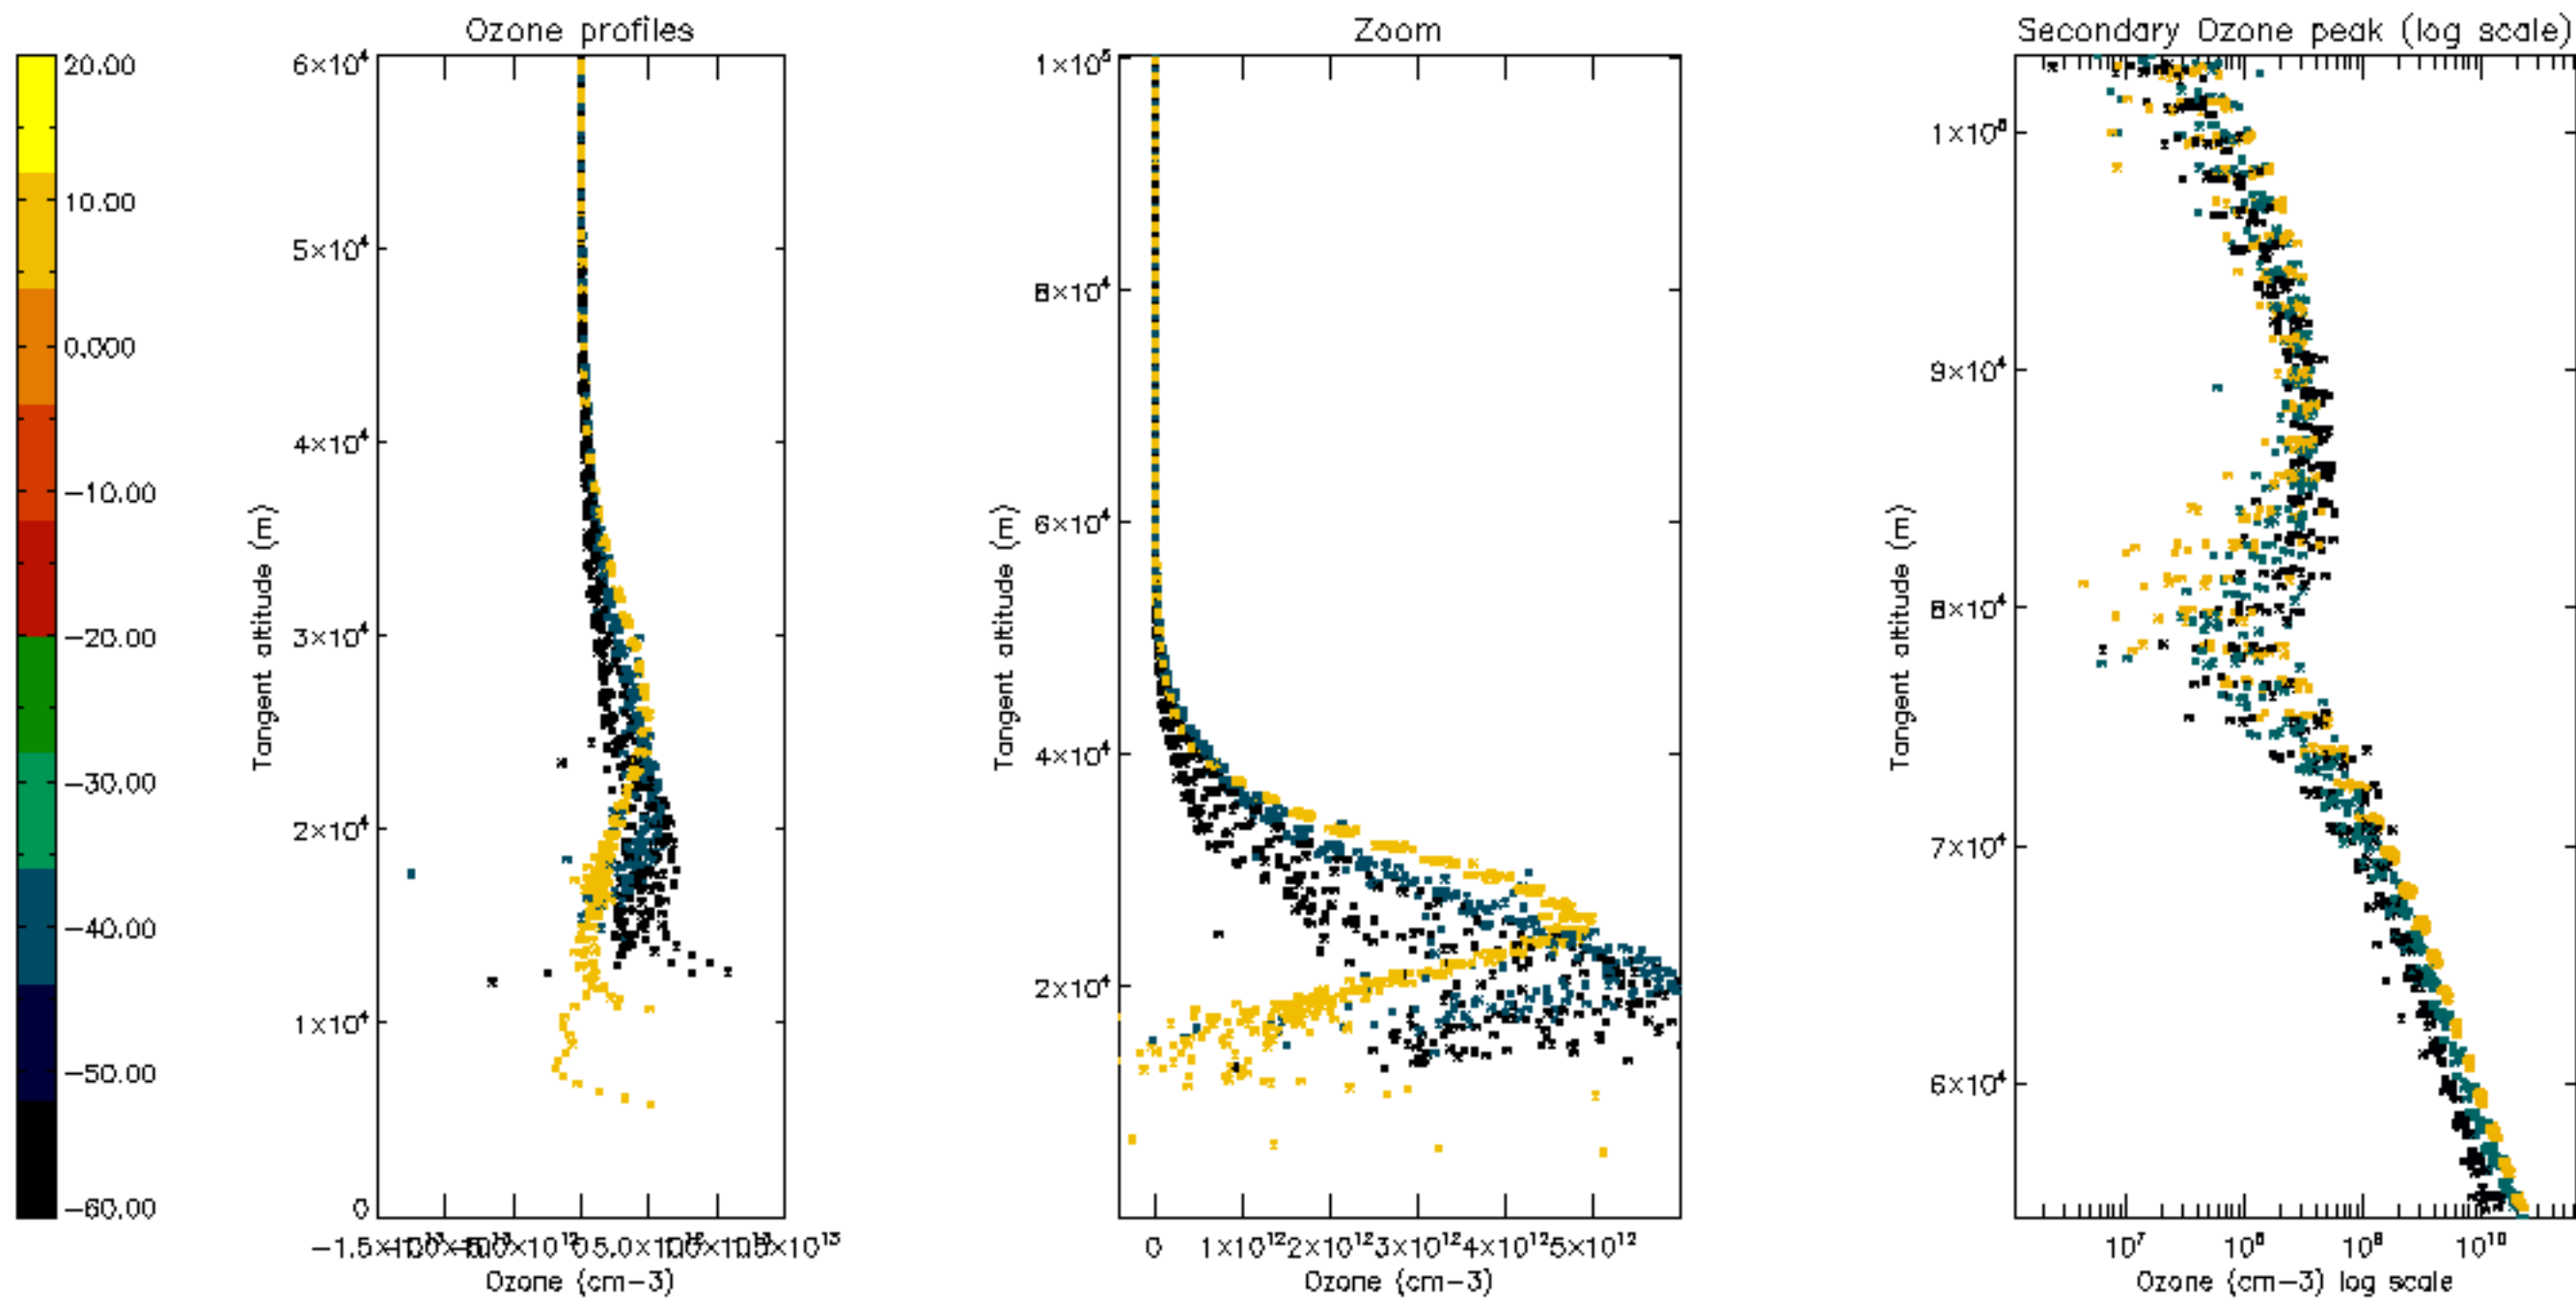 Ozone profiles
Zoom
Secondary Ozone peak (log scale)
20.00
10.00
0.000
−10.00
−20.00
−30.00
−40.00
−50.00
−60.00
Tangent altitude (m)
6×10⁴
5×10⁴
4×10⁴
3×10⁴
2×10⁴
1×10⁴
0
Ozone (cm−3)
Tangent altitude (m)
1×10⁵
8×10⁴
6×10⁴
4×10⁴
2×10⁴
0 1×10¹² 2×10¹² 3×10¹² 4×10¹² 5×10¹²
Ozone (cm−3)
Tangent altitude (m)
1×10⁵
9×10⁴
8×10⁴
7×10⁴
6×10⁴
10⁷ 10⁸ 10⁹ 10¹⁰
Ozone (cm−3) log scale